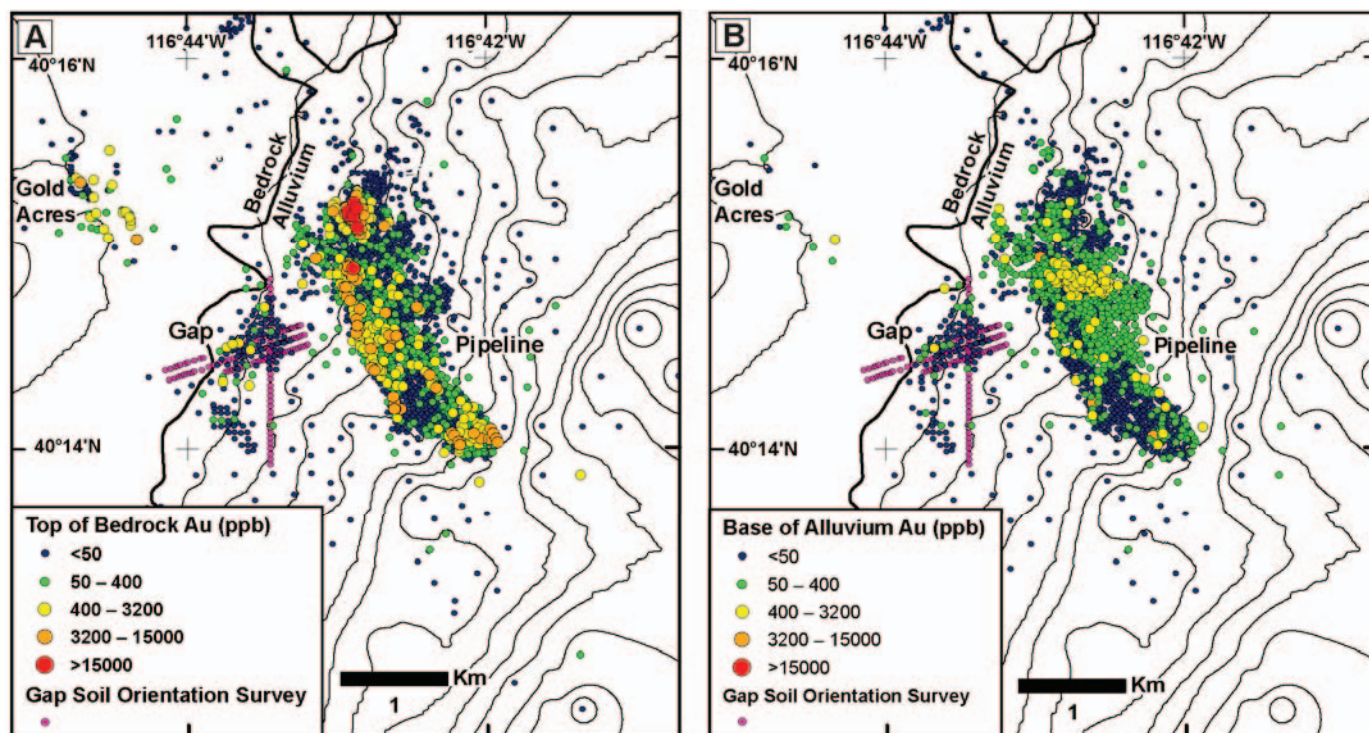 A
116°44'W
116°42'W
40°16'N
Bedrock
Alluvium
Gold
Acres
Gap
Pipeline
40°14'N
Top of Bedrock Au (ppb)
<50
50 – 400
400 – 3200
3200 – 15000
>15000
Gap Soil Orientation Survey
Km
1
B
116°44'W
116°42'W
40°16'N
Bedrock
Alluvium
Gold
Acres
Gap
Pipeline
40°14'N
Base of Alluvium Au (ppb)
<50
50 – 400
400 – 3200
3200 – 15000
>15000
Gap Soil Orientation Survey
Km
1